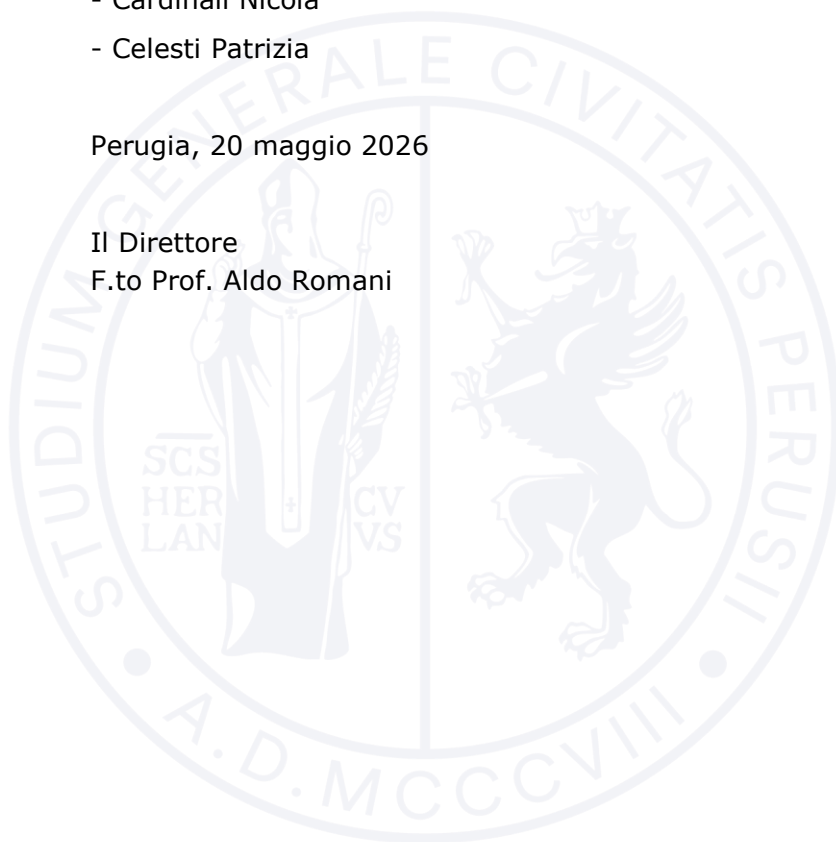 - Cardinali Nicola
- Celesti Patrizia
Perugia, 20 maggio 2026
Il Direttore
F.to Prof. Aldo Romani
STUDIUM GENERALE CIVITATIS PERUSII
SCS
HER
LAN
CV
VS
• A.D. MCCCVIII •